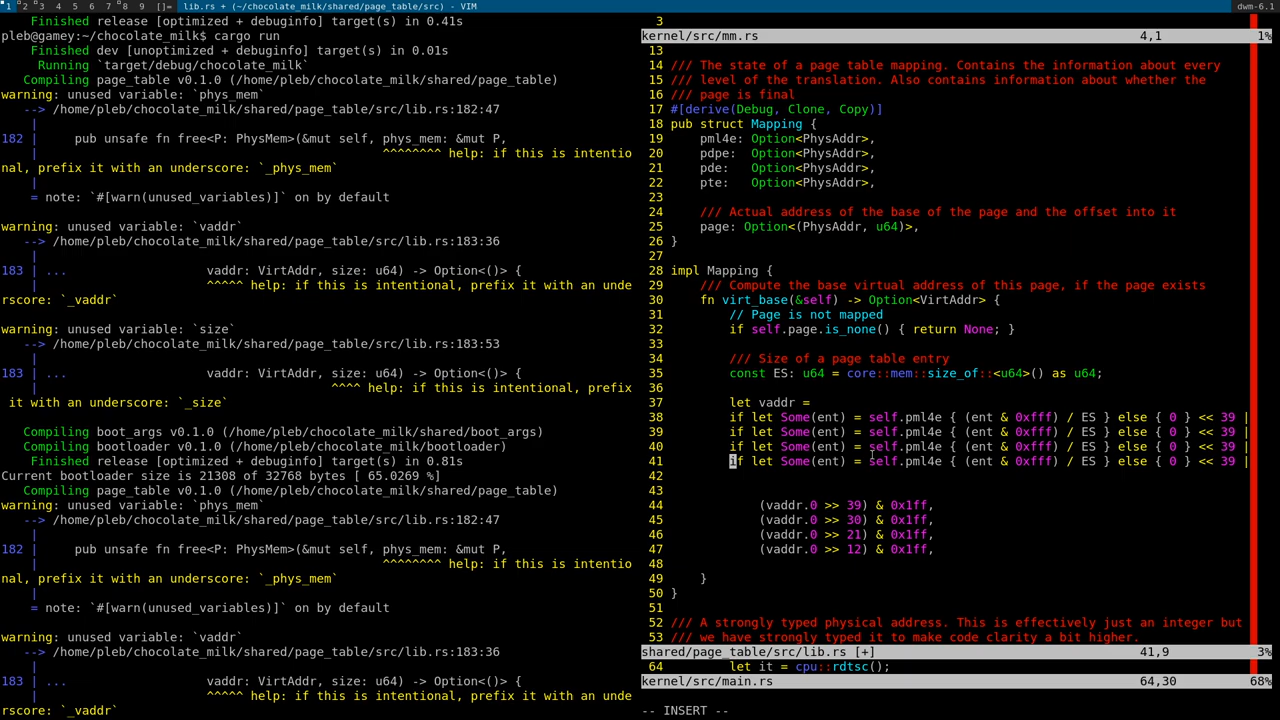 1 2 3 4 5 6 7 8 9 []= lib.rs + (~/chocolate_milk/shared/page_table/src) - VIM dwm-6.1
Finished release [optimized + debuginfo] target(s) in 0.41s
pleb@gamey:~/chocolate_milk$ cargo run
Finished dev [unoptimized + debuginfo] target(s) in 0.01s
Running `target/debug/chocolate_milk`
Compiling page_table v0.1.0 (/home/pleb/chocolate_milk/shared/page_table)
warning: unused variable: `phys_mem`
--> /home/pleb/chocolate_milk/shared/page_table/src/lib.rs:182:47
|
182 |     pub unsafe fn free<P: PhysMem>(&mut self, phys_mem: &mut P,
|                                               ^^^^^^^^ help: if this is intentio
nal, prefix it with an underscore: `_phys_mem`
|
= note: `#[warn(unused_variables)]` on by default
warning: unused variable: `vaddr`
--> /home/pleb/chocolate_milk/shared/page_table/src/lib.rs:183:36
|
183 | ...                   vaddr: VirtAddr, size: u64) -> Option<()> {
|                       ^^^^^ help: if this is intentional, prefix it with an unde
rscore: `_vaddr`
warning: unused variable: `size`
--> /home/pleb/chocolate_milk/shared/page_table/src/lib.rs:183:53
|
183 | ...                   vaddr: VirtAddr, size: u64) -> Option<()> {
|                                        ^^^^ help: if this is intentional, prefix
it with an underscore: `_size`
Compiling boot_args v0.1.0 (/home/pleb/chocolate_milk/shared/boot_args)
Compiling bootloader v0.1.0 (/home/pleb/chocolate_milk/bootloader)
Finished release [optimized + debuginfo] target(s) in 0.81s
Current bootloader size is 21308 of 32768 bytes [ 65.0269 %]
Compiling page_table v0.1.0 (/home/pleb/chocolate_milk/shared/page_table)
warning: unused variable: `phys_mem`
--> /home/pleb/chocolate_milk/shared/page_table/src/lib.rs:182:47
|
182 |     pub unsafe fn free<P: PhysMem>(&mut self, phys_mem: &mut P,
|                                               ^^^^^^^^ help: if this is intentio
nal, prefix it with an underscore: `_phys_mem`
|
= note: `#[warn(unused_variables)]` on by default
warning: unused variable: `vaddr`
--> /home/pleb/chocolate_milk/shared/page_table/src/lib.rs:183:36
|
183 | ...                   vaddr: VirtAddr, size: u64) -> Option<()> {
|                       ^^^^^ help: if this is intentional, prefix it with an unde
rscore: `_vaddr`
3
kernel/src/mm.rs 4,1 1%
13
14 /// The state of a page table mapping. Contains the information about every
15 /// level of the translation. Also contains information about whether the
16 /// page is final
17 #[derive(Debug, Clone, Copy)]
18 pub struct Mapping {
19     pml4e: Option<PhysAddr>,
20     pdpe:  Option<PhysAddr>,
21     pde:   Option<PhysAddr>,
22     pte:   Option<PhysAddr>,
23
24     /// Actual address of the base of the page and the offset into it
25     page: Option<(PhysAddr, u64)>,
26 }
27
28 impl Mapping {
29     /// Compute the base virtual address of this page, if the page exists
30     fn virt_base(&self) -> Option<VirtAddr> {
31         // Page is not mapped
32         if self.page.is_none() { return None; }
33
34         /// Size of a page table entry
35         const ES: u64 = core::mem::size_of::<u64>() as u64;
36
37         let vaddr =
38         if let Some(ent) = self.pml4e { (ent & 0xfff) / ES } else { 0 } << 39 |
39         if let Some(ent) = self.pml4e { (ent & 0xfff) / ES } else { 0 } << 39 |
40         if let Some(ent) = self.pml4e { (ent & 0xfff) / ES } else { 0 } << 39 |
41         if let Some(ent) = self.pml4e { (ent & 0xfff) / ES } else { 0 } << 39 |
42
43
44             (vaddr.0 >> 39) & 0x1ff,
45             (vaddr.0 >> 30) & 0x1ff,
46             (vaddr.0 >> 21) & 0x1ff,
47             (vaddr.0 >> 12) & 0x1ff,
48
49     }
50 }
51
52 /// A strongly typed physical address. This is effectively just an integer but
53 /// we have strongly typed it to make code clarity a bit higher.
shared/page_table/src/lib.rs [+] 41,9 3%
64         let it = cpu::rdtsc();
kernel/src/main.rs 64,30 68%
-- INSERT --